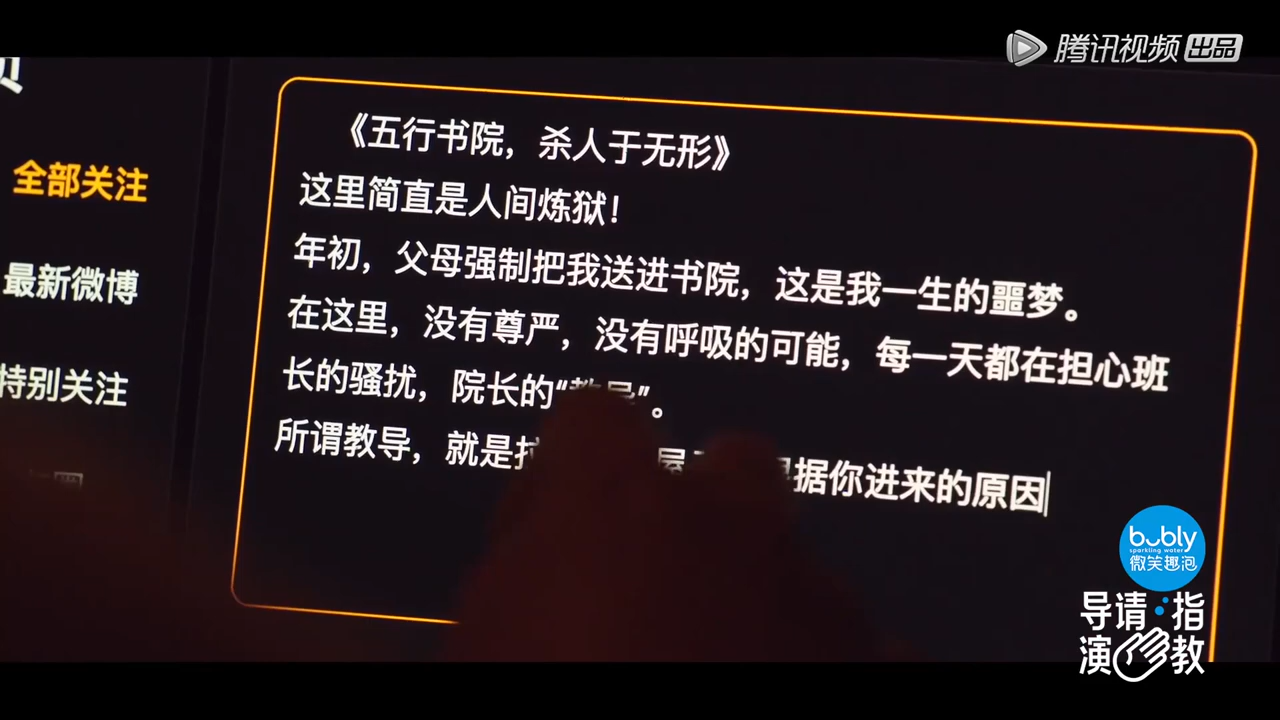 腾讯视频 出品
全部关注
最新微博
特别关注
《五行书院，杀人于无形》
这里简直是人间炼狱！
年初，父母强制把我送进书院，这是我一生的噩梦。
在这里，没有尊严，没有呼吸的可能，每一天都在担心班
长的骚扰，院长的“教导”。
所谓教导，就是 屋 据你进来的原因
bubly
sparkling water
微笑趣泡
导演请指教